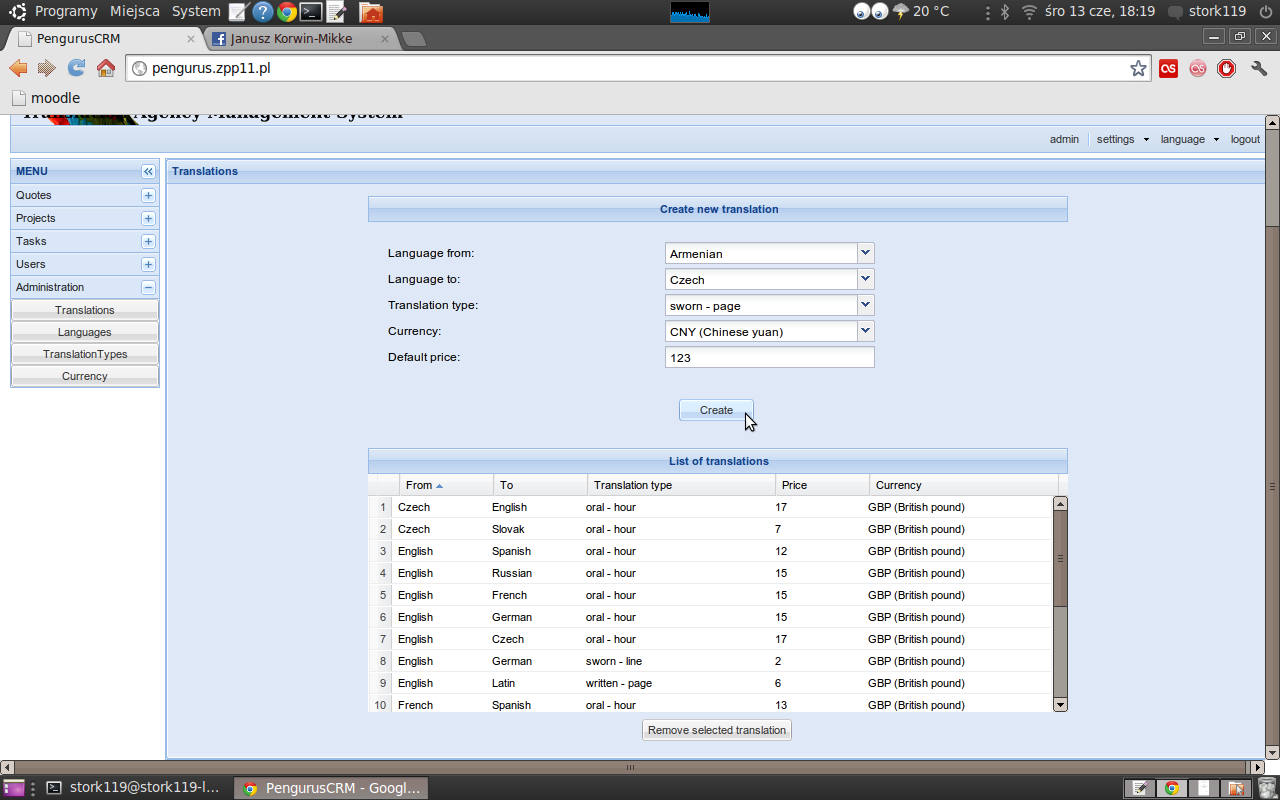 Programy Miejsca System 20 °C śro 13 cze, 18:19 stork119
PengurusCRM Janusz Korwin-Mikke
pengurus.zpp11.pl
moodle
Translation Agency Management System
admin settings language logout
MENU
Quotes
Projects
Tasks
Users
Administration
Translations
Languages
TranslationTypes
Currency
Translations
Create new translation
Language from: Armenian
Language to: Czech
Translation type: sworn - page
Currency: CNY (Chinese yuan)
Default price: 123
Create
List of translations
From To Translation type Price Currency
1 Czech English oral - hour 17 GBP (British pound)
2 Czech Slovak oral - hour 7 GBP (British pound)
3 English Spanish oral - hour 12 GBP (British pound)
4 English Russian oral - hour 15 GBP (British pound)
5 English French oral - hour 15 GBP (British pound)
6 English German oral - hour 15 GBP (British pound)
7 English Czech oral - hour 17 GBP (British pound)
8 English German sworn - line 2 GBP (British pound)
9 English Latin written - page 6 GBP (British pound)
10 French Spanish oral - hour 13 GBP (British pound)
Remove selected translation
stork119@stork119-l... PengurusCRM - Googl...